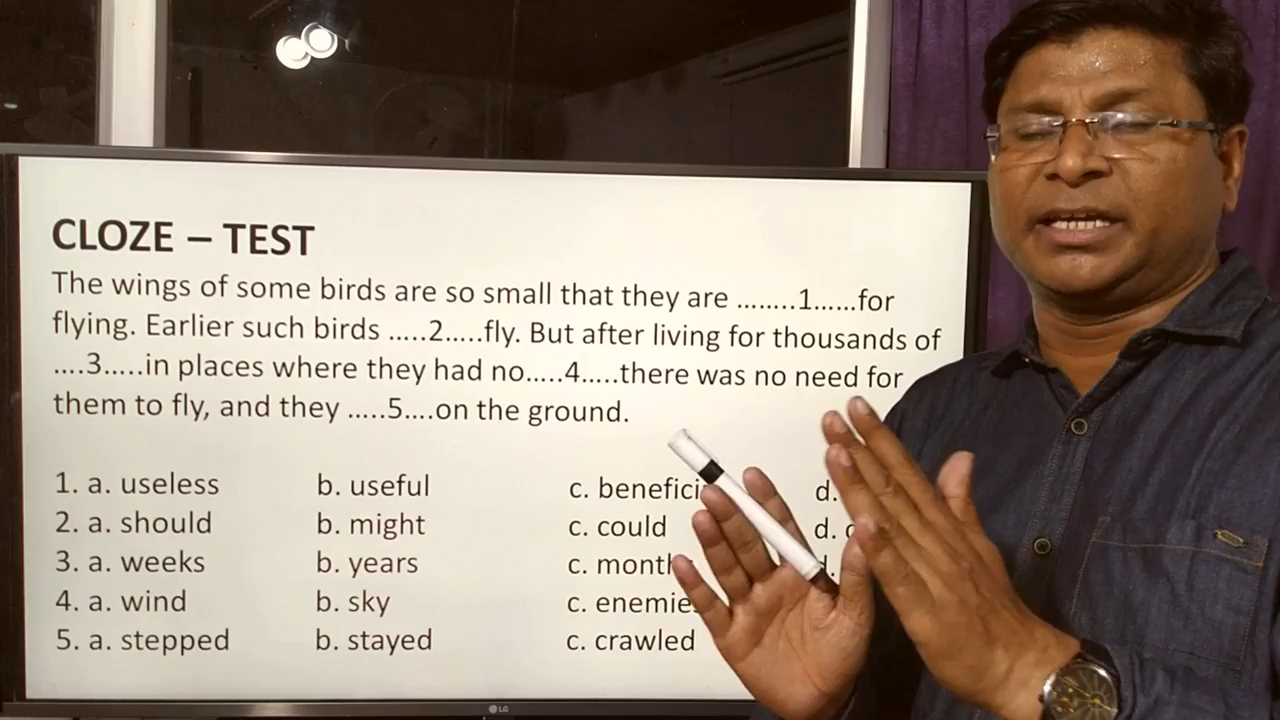 CLOZE – TEST
The wings of some birds are so small that they are ........1......for
flying. Earlier such birds .....2.....fly. But after living for thousands of
....3.....in places where they had no.....4.....there was no need for
them to fly, and they .....5....on the ground.
1. a. useless b. useful c. d.
2. a. should b. might c. could d.
3. a. weeks b. years c. d.
4. a. wind b. sky c.
5. a. stepped b. stayed c. crawled
LG